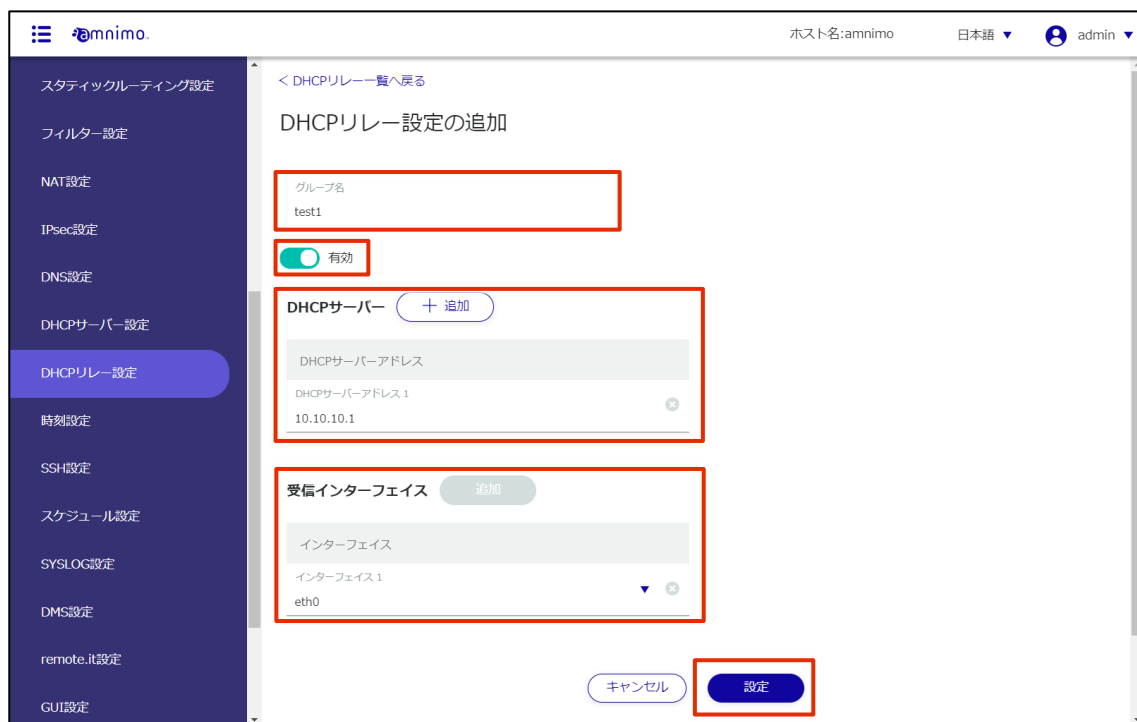 amnimo.
ホスト名:amnimo
日本語
admin
スタティックルーティング設定
フィルター設定
NAT設定
IPsec設定
DNS設定
DHCPサーバー設定
DHCPリレー設定
時刻設定
SSH設定
スケジュール設定
SYSLOG設定
DMS設定
remote.it設定
GUI設定
< DHCPリレー一覧へ戻る
DHCPリレー設定の追加
グループ名
test1
有効
DHCPサーバー
＋ 追加
DHCPサーバーアドレス
DHCPサーバーアドレス 1
10.10.10.1
受信インターフェイス
追加
インターフェイス
インターフェイス 1
eth0
キャンセル
設定